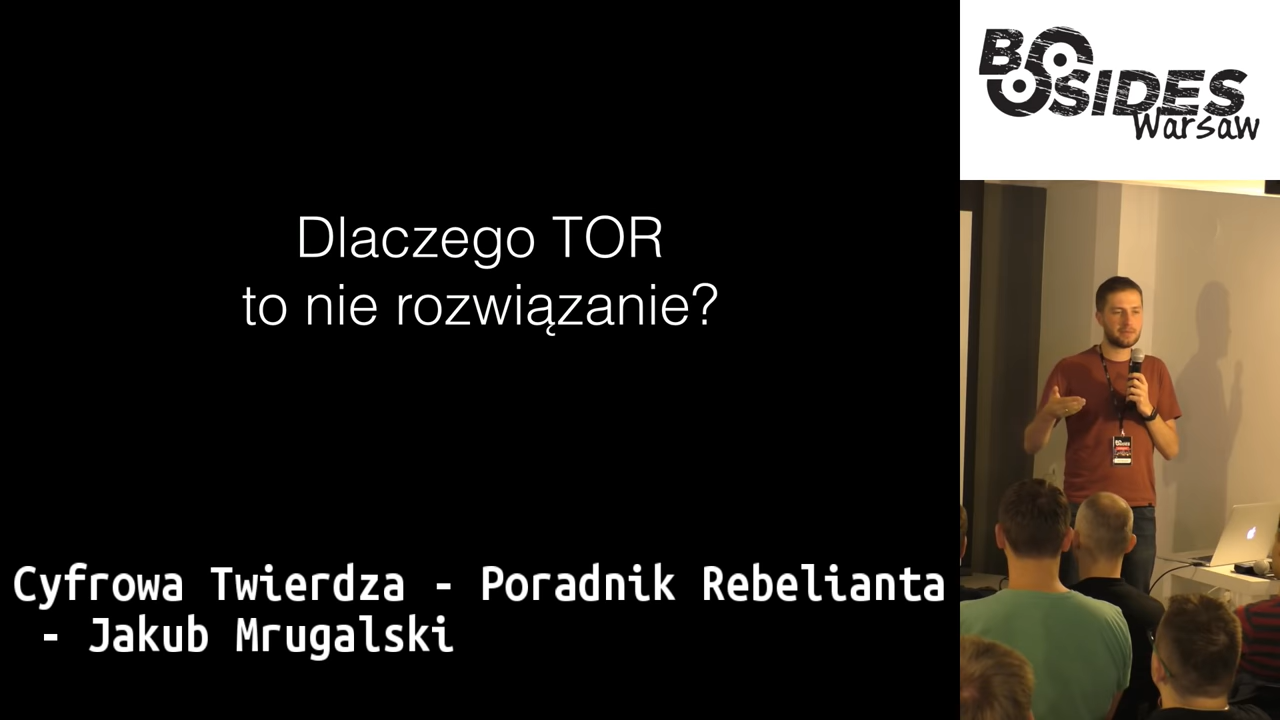 Dlaczego TOR
to nie rozwiązanie?
Cyfrowa Twierdza - Poradnik Rebelianta
- Jakub Mrugalski
BSIDES
Warsaw